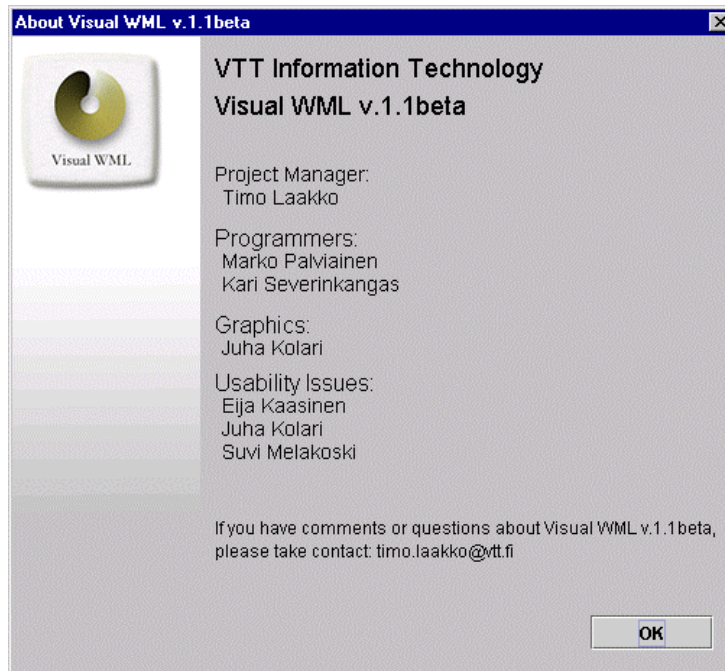 About Visual WML v.1.1beta
Visual WML
VTT Information Technology
Visual WML v.1.1beta
Project Manager:
Timo Laakko
Programmers:
Marko Palviainen
Kari Severinkangas
Graphics:
Juha Kolari
Usability Issues:
Eija Kaasinen
Juha Kolari
Suvi Melakoski
If you have comments or questions about Visual WML v.1.1beta,
please take contact: timo.laakko@vtt.fi
OK